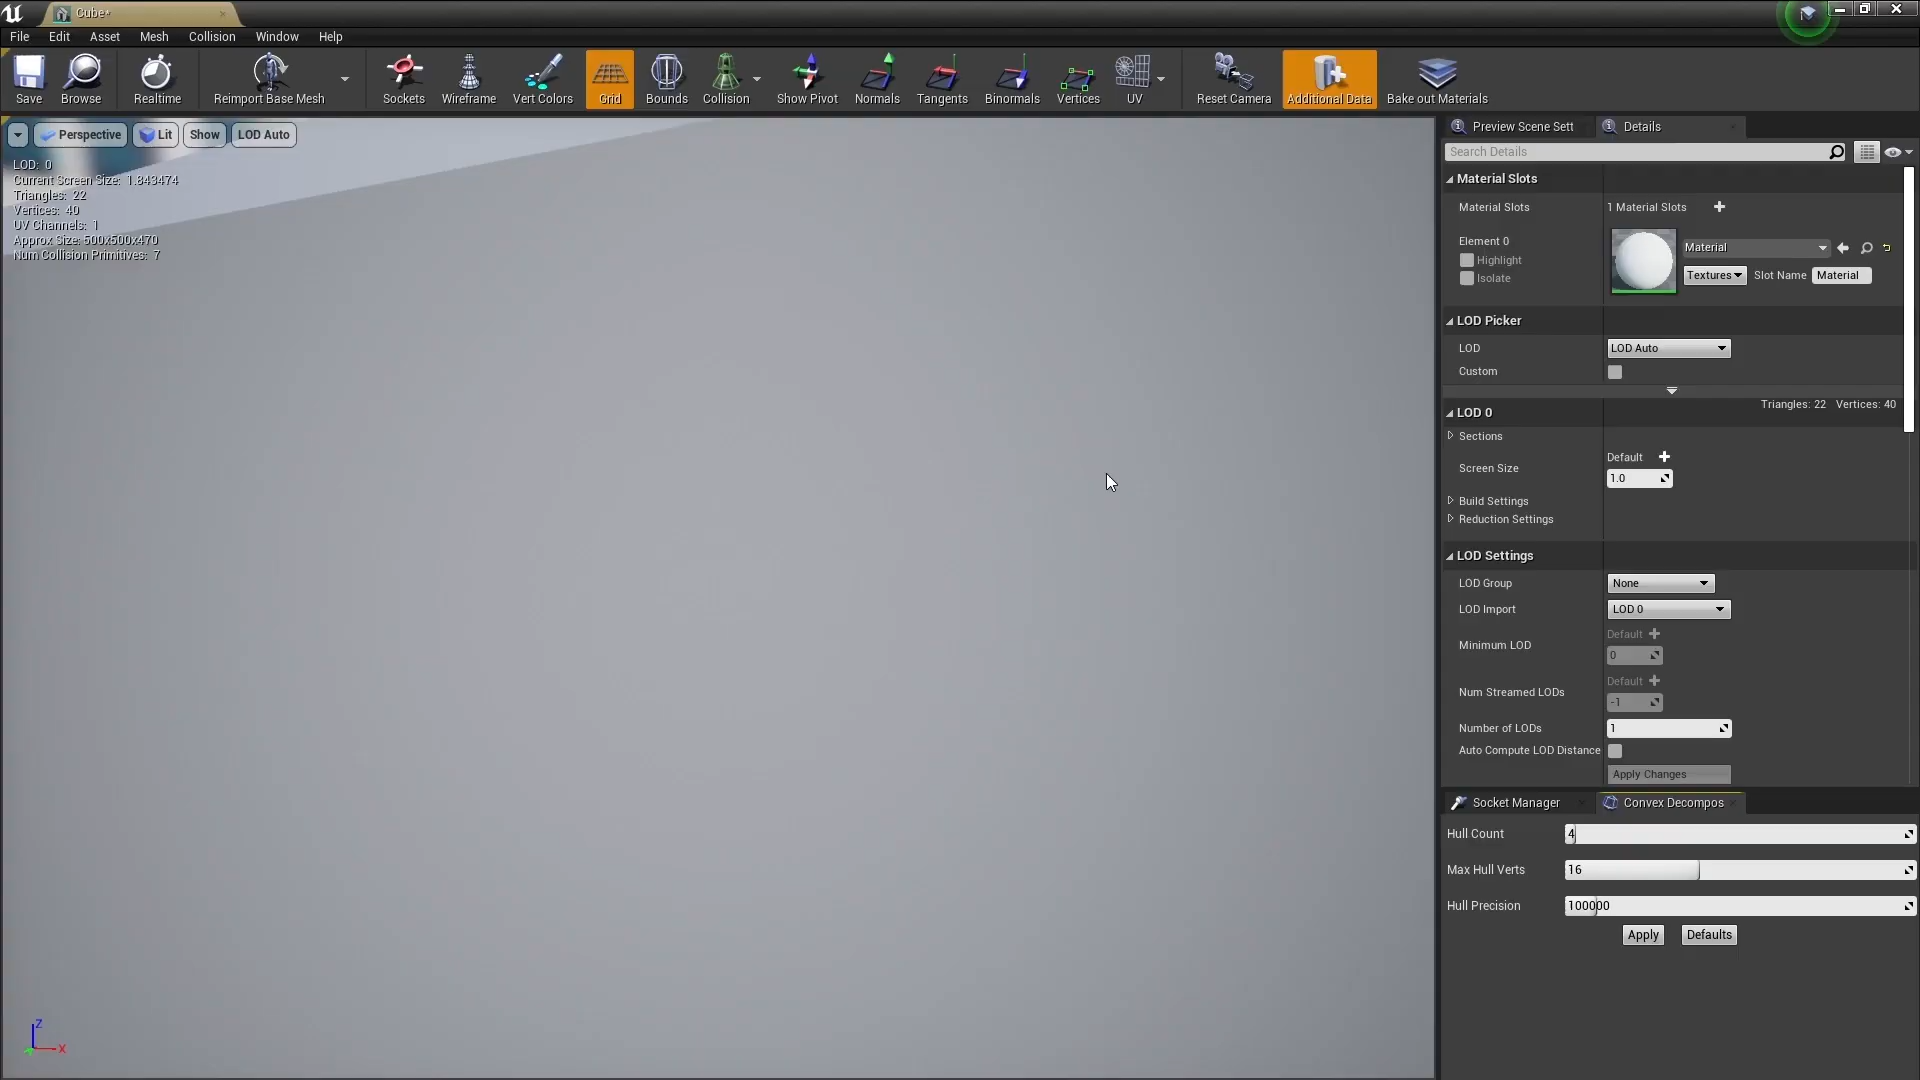 Cube*
File Edit Asset Mesh Collision Window Help
Save Browse Realtime Reimport Base Mesh Sockets Wireframe Vert Colors Grid Bounds Collision Show Pivot Normals Tangents Binormals Vertices UV Reset Camera Additional Data Bake out Materials
Perspective Lit Show LOD Auto
LOD: 0
Current Screen Size: 1.843474
Triangles: 22
Vertices: 40
UV Channels: 1
Approx Size: 500x500x470
Num Collision Primitives: 7
Z
X
Preview Scene Sett Details
Search Details
Material Slots
Material Slots 1 Material Slots
Element 0
Highlight
Isolate
Material
Textures Slot Name Material
LOD Picker
LOD LOD Auto
Custom
LOD 0 Triangles: 22 Vertices: 40
Sections
Screen Size Default
1.0
Build Settings
Reduction Settings
LOD Settings
LOD Group None
LOD Import LOD 0
Minimum LOD Default
0
Num Streamed LODs Default
-1
Number of LODs 1
Auto Compute LOD Distance
Apply Changes
Socket Manager Convex Decompos
Hull Count 4
Max Hull Verts 16
Hull Precision 100000
Apply Defaults